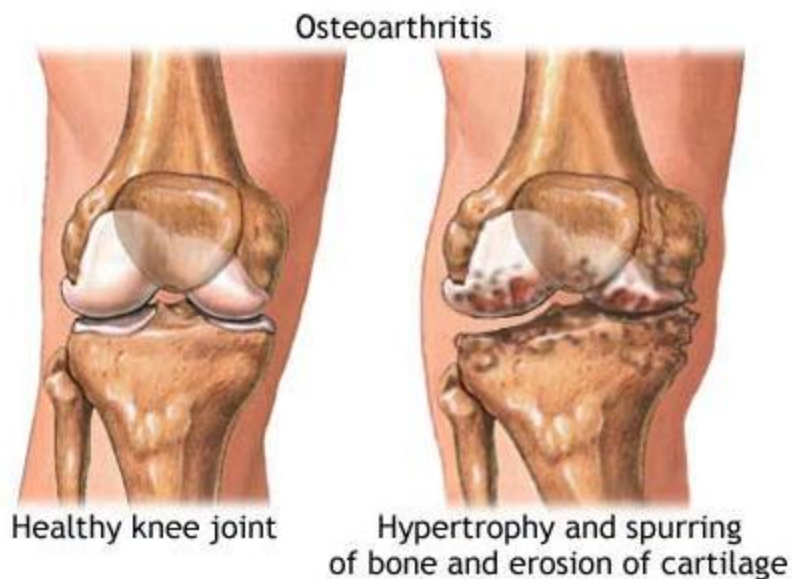 Osteoarthritis
Healthy knee joint
Hypertrophy and spurring
of bone and erosion of cartilage